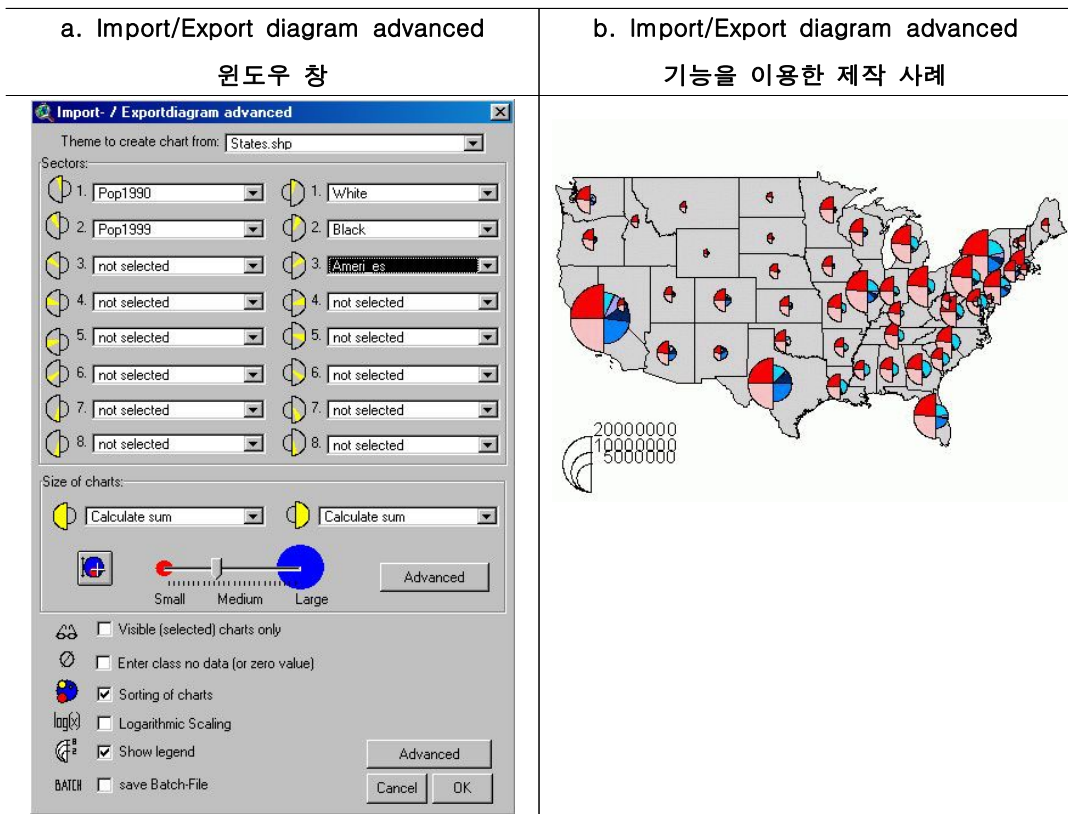 a. Import/Export diagram advanced
윈도우 창
b. Import/Export diagram advanced
기능을 이용한 제작 사례
Import- / Exportdiagram advanced
Theme to create chart from: States.shp
Sectors:
1. Pop1990 1. White
2. Pop1999 2. Black
3. not selected 3. Ameri_es
4. not selected 4. not selected
5. not selected 5. not selected
6. not selected 6. not selected
7. not selected 7. not selected
8. not selected 8. not selected
Size of charts:
Calculate sum Calculate sum
Advanced
Small Medium Large
Visible (selected) charts only
Enter class no data (or zero value)
Sorting of charts
log(x) Logarithmic Scaling
Show legend
Advanced
BATCH save Batch-File
Cancel OK
20000000
10000000
5000000